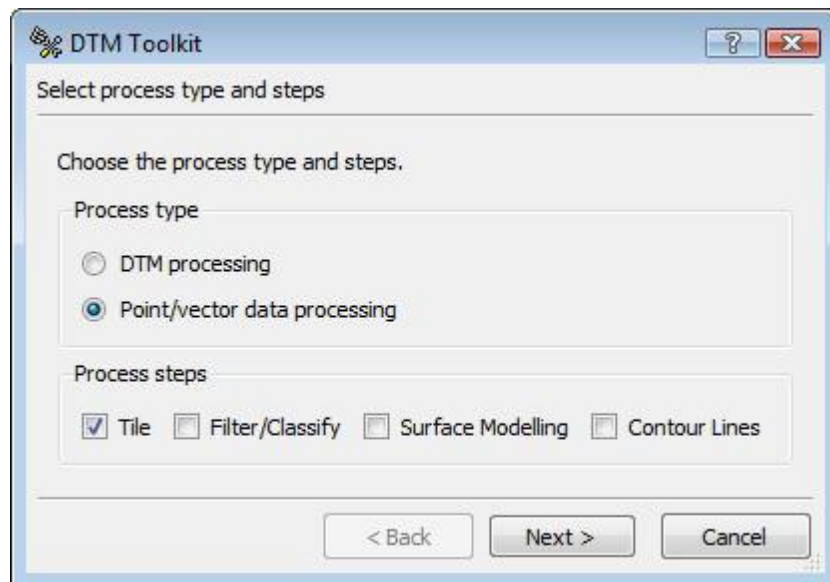 DTM Toolkit
Select process type and steps
Choose the process type and steps.
Process type
DTM processing
Point/vector data processing
Process steps
Tile Filter/Classify Surface Modelling Contour Lines
< Back Next > Cancel